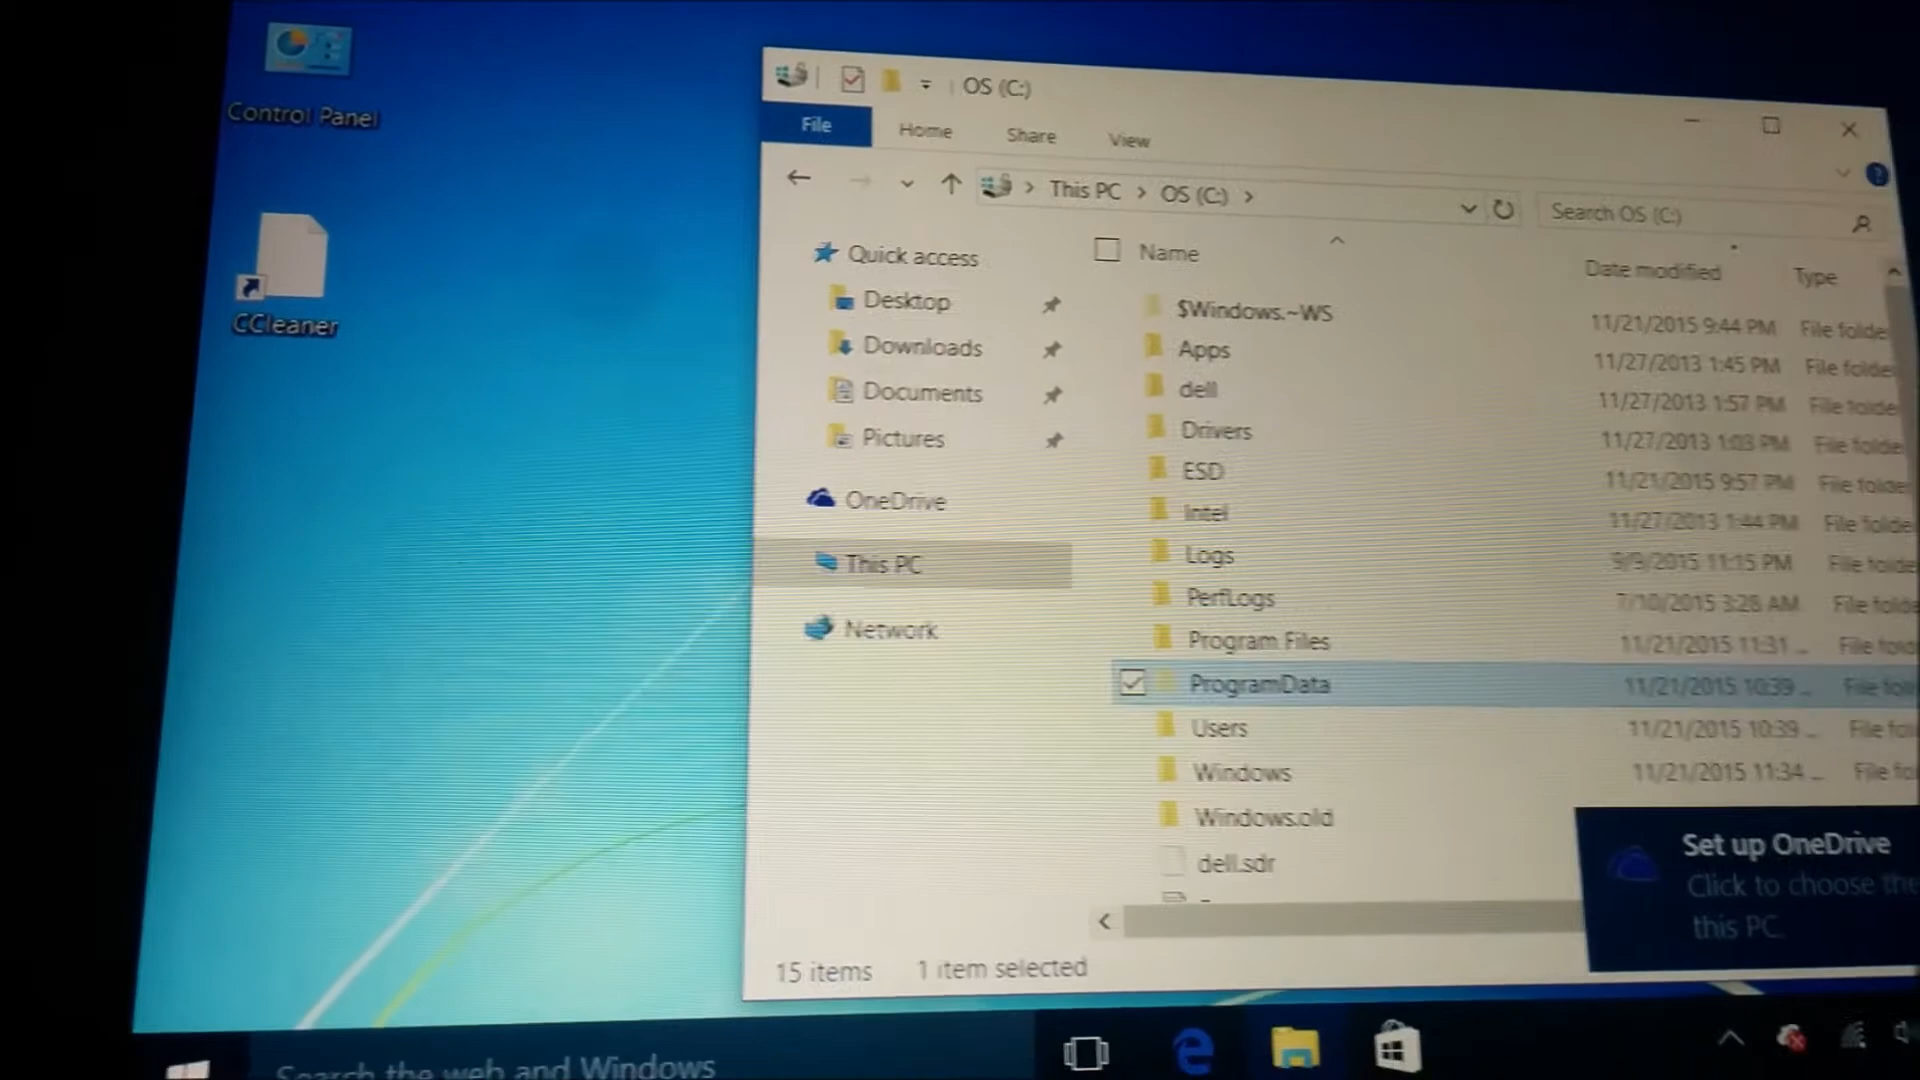 Control Panel
CCleaner
OS (C:)
File
Home
Share
View
This PC
OS (C:)
Search OS (C:)
Quick access
Desktop
Downloads
Documents
Pictures
OneDrive
This PC
Network
Name
Date modified
Type
$Windows.~WS 11/21/2015 9:44 PM File folde
Apps 11/27/2013 1:45 PM File folde
dell 11/27/2013 1:57 PM File folde
Drivers 11/27/2013 1:03 PM File folde
ESD 11/21/2015 9:57 PM File folde
Intel 11/27/2013 1:44 PM File folde
Logs 9/9/2015 11:15 PM File folde
PerfLogs 7/10/2015 3:28 AM File folde
Program Files 11/21/2015 11:31 ... File fold
ProgramData 11/21/2015 10:39 ... File fol
Users 11/21/2015 10:39 ... File fol
Windows 11/21/2015 11:34 ... File fo
Windows.old
dell.sdr
Set up OneDrive
Click to choose the
this PC.
15 items 1 item selected
Search the web and Windows